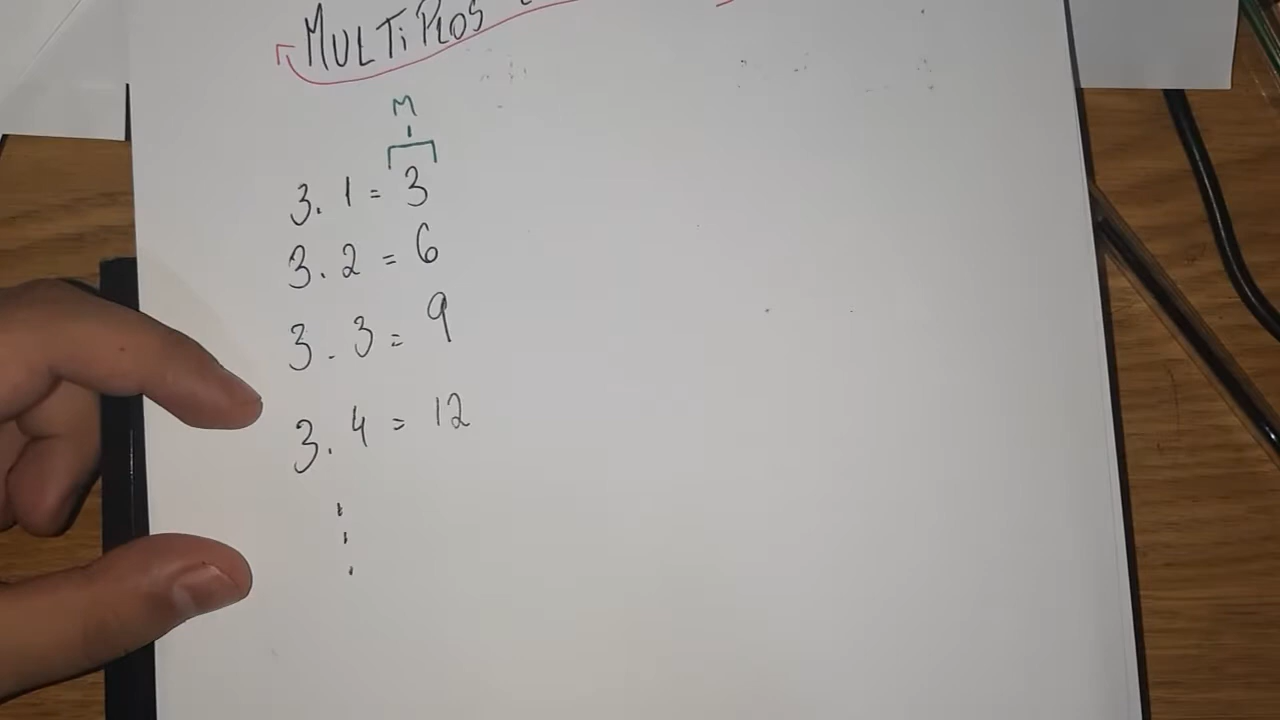 MULTiPLOS
M
3. 1 = 3
3. 2 = 6
3. 3 = 9
3. 4 = 12